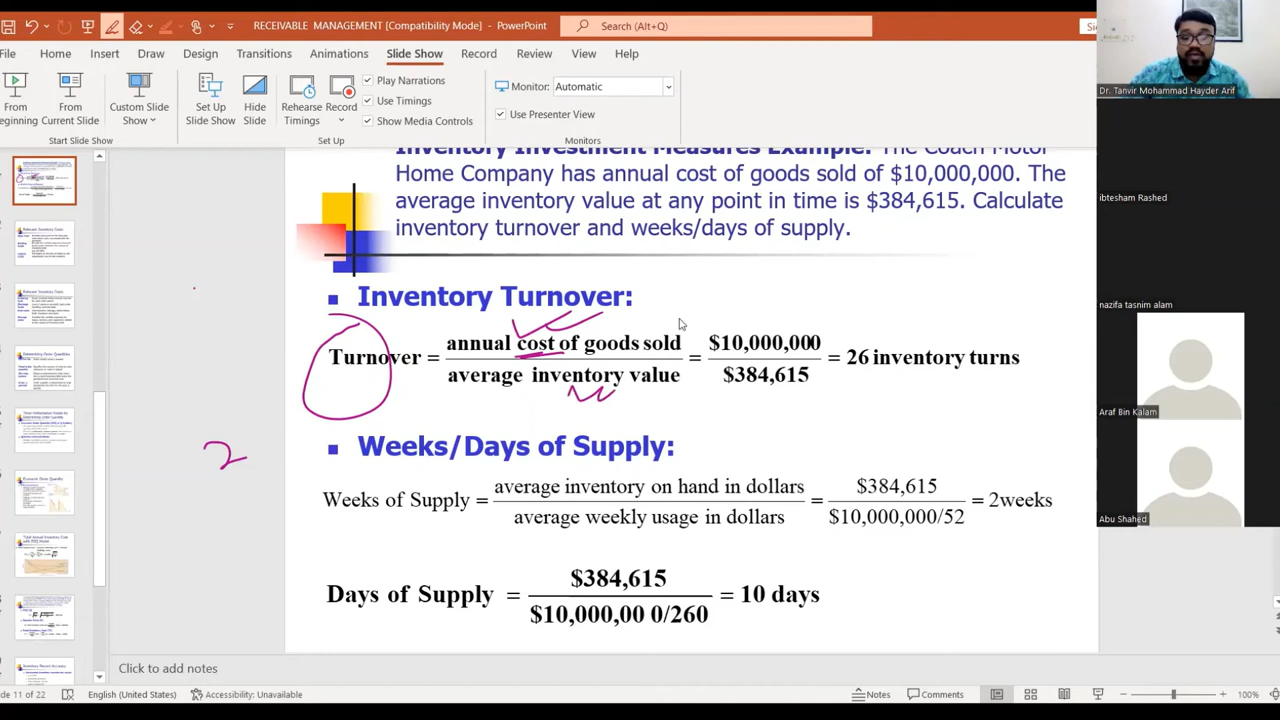 RECEIVABLE MANAGEMENT [Compatibility Mode] - PowerPoint
Search (Alt+Q)
File Home Insert Draw Design Transitions Animations Slide Show Record Review View Help
From Beginning
From Current Slide
Custom Slide Show
Set Up Slide Show
Hide Slide
Rehearse Timings
Record
Play Narrations
Use Timings
Show Media Controls
Monitor: Automatic
Use Presenter View
Start Slide Show
Set Up
Monitors
Dr. Tanvir Mohammad Hayder Arif
ibtesham Rashed
nazifa tasnim alam
Araf Bin Kalam
Abu Shahed
Inventory Investment Measures Example: The Coach Motor
Home Company has annual cost of goods sold of $10,000,000. The
average inventory value at any point in time is $384,615. Calculate
inventory turnover and weeks/days of supply.
Inventory Turnover:
Turnover = annual cost of goods sold / average inventory value = $10,000,000 / $384,615 = 26 inventory turns
2
Weeks/Days of Supply:
Weeks of Supply = average inventory on hand in dollars / average weekly usage in dollars = $384,615 / $10,000,000/52 = 2weeks
Days of Supply = $384,615 / $10,000,00 0/260 = 10 days
Click to add notes
Slide 11 of 22 English (United States) Accessibility: Unavailable Notes Comments 100%